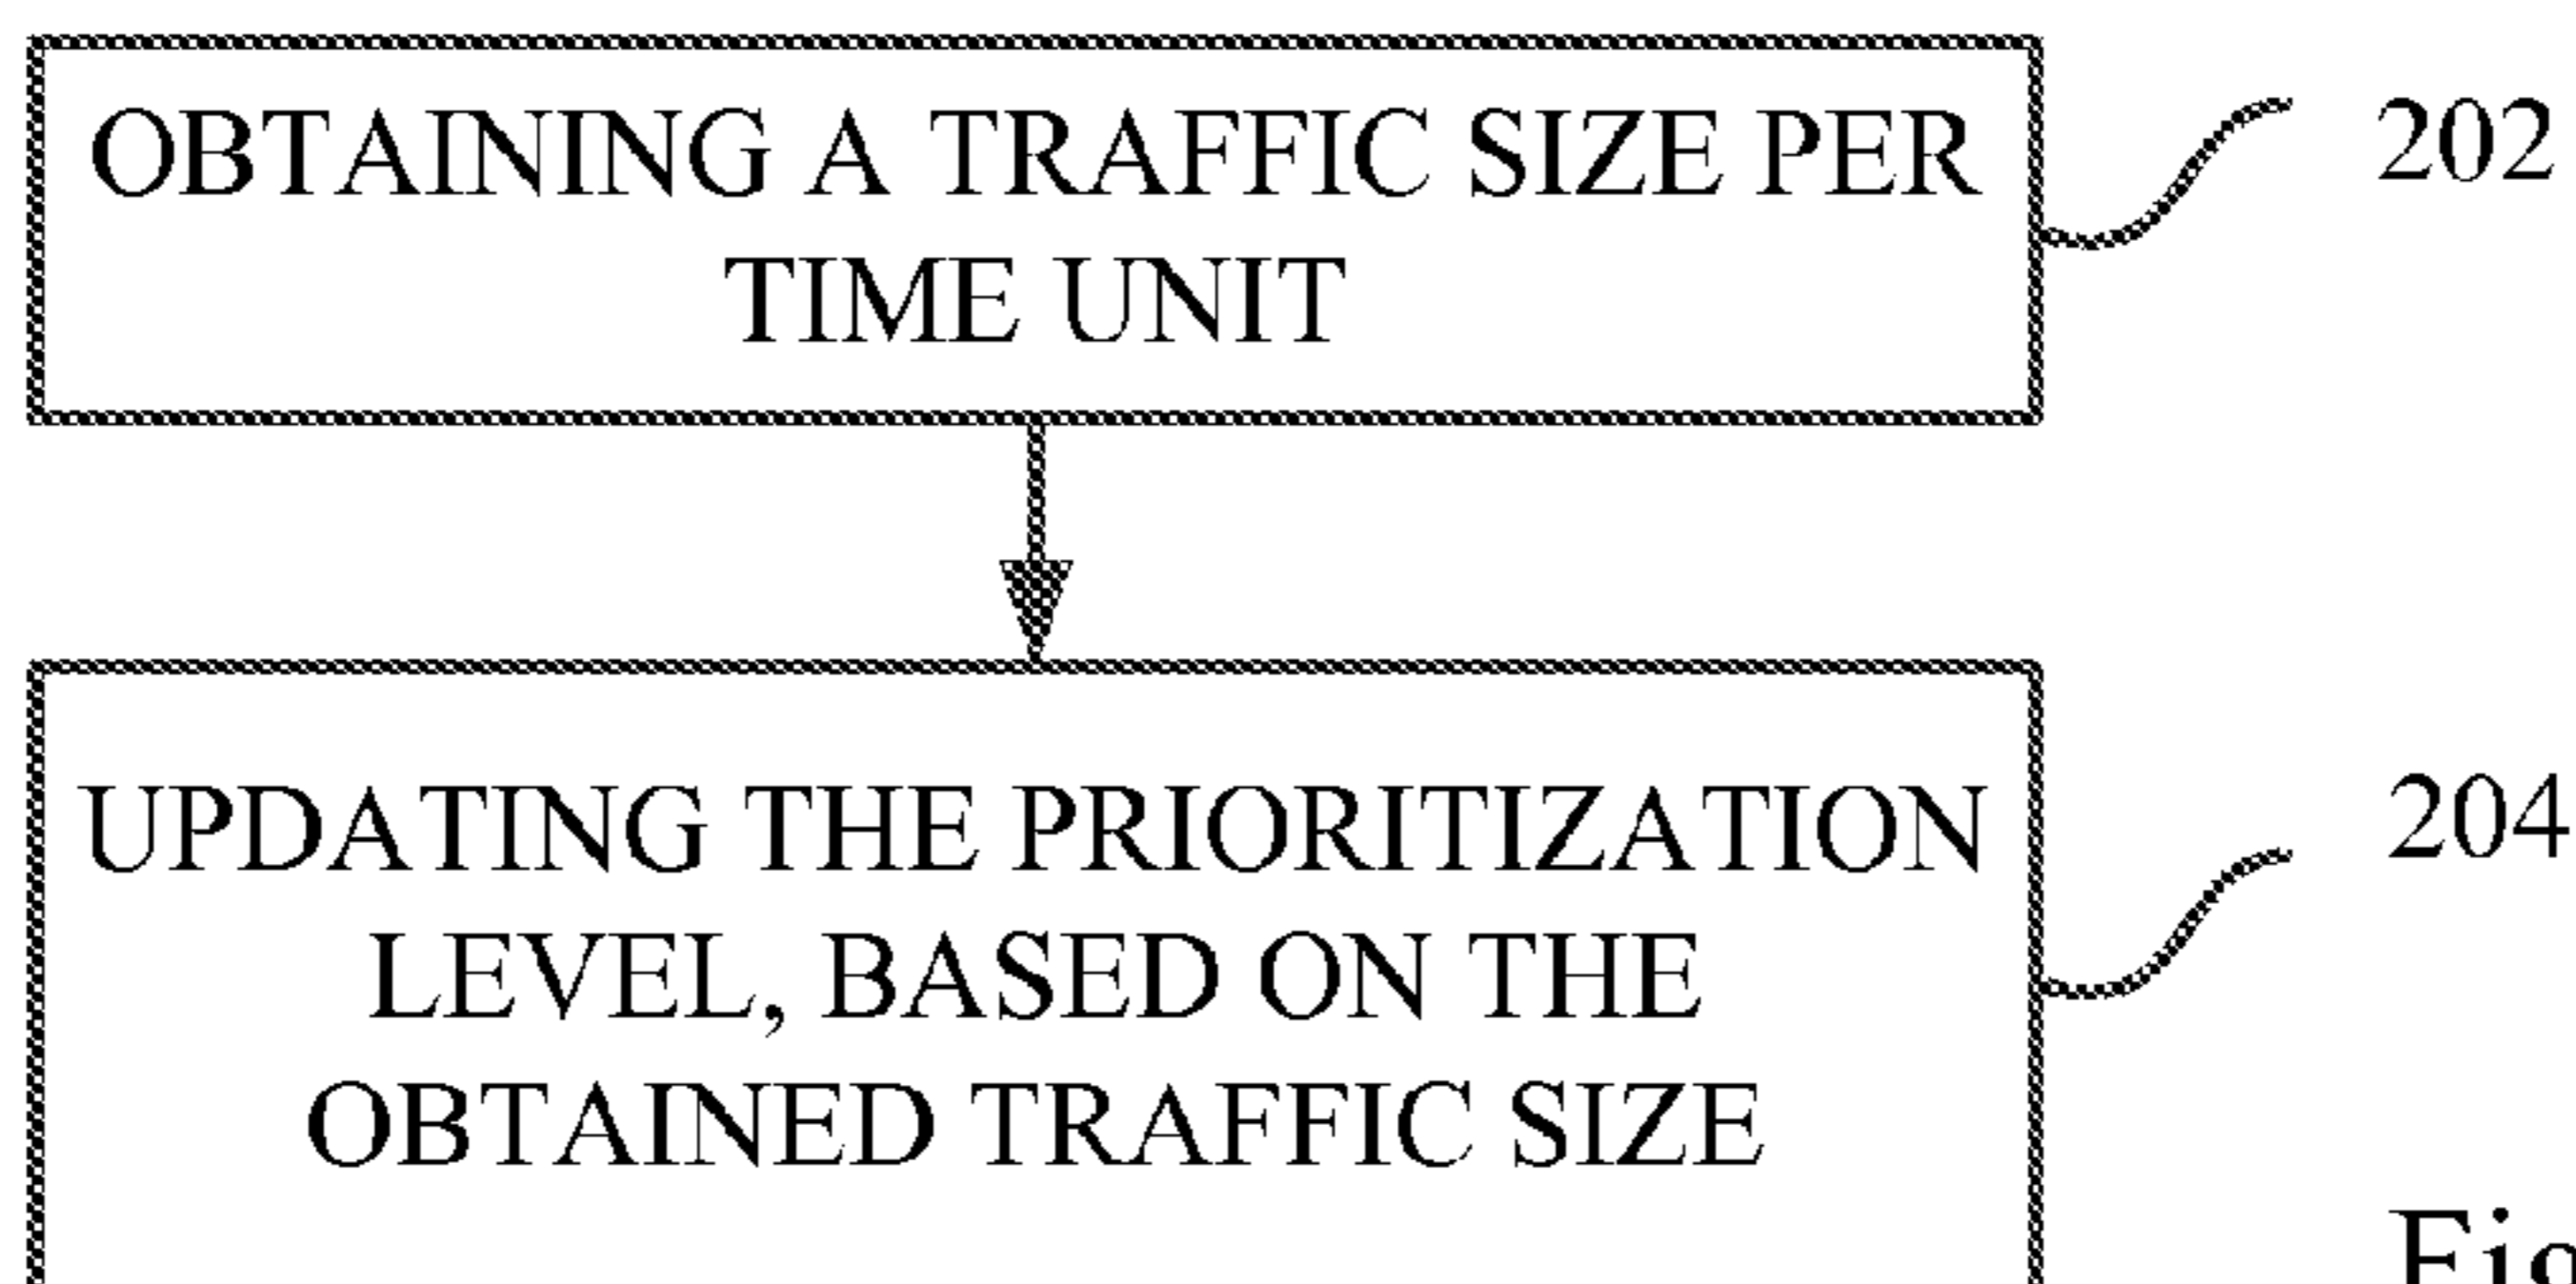 OBTAINING A TRAFFIC SIZE PER
TIME UNIT
202
UPDATING THE PRIORITIZATION
LEVEL, BASED ON THE
OBTAINED TRAFFIC SIZE
204